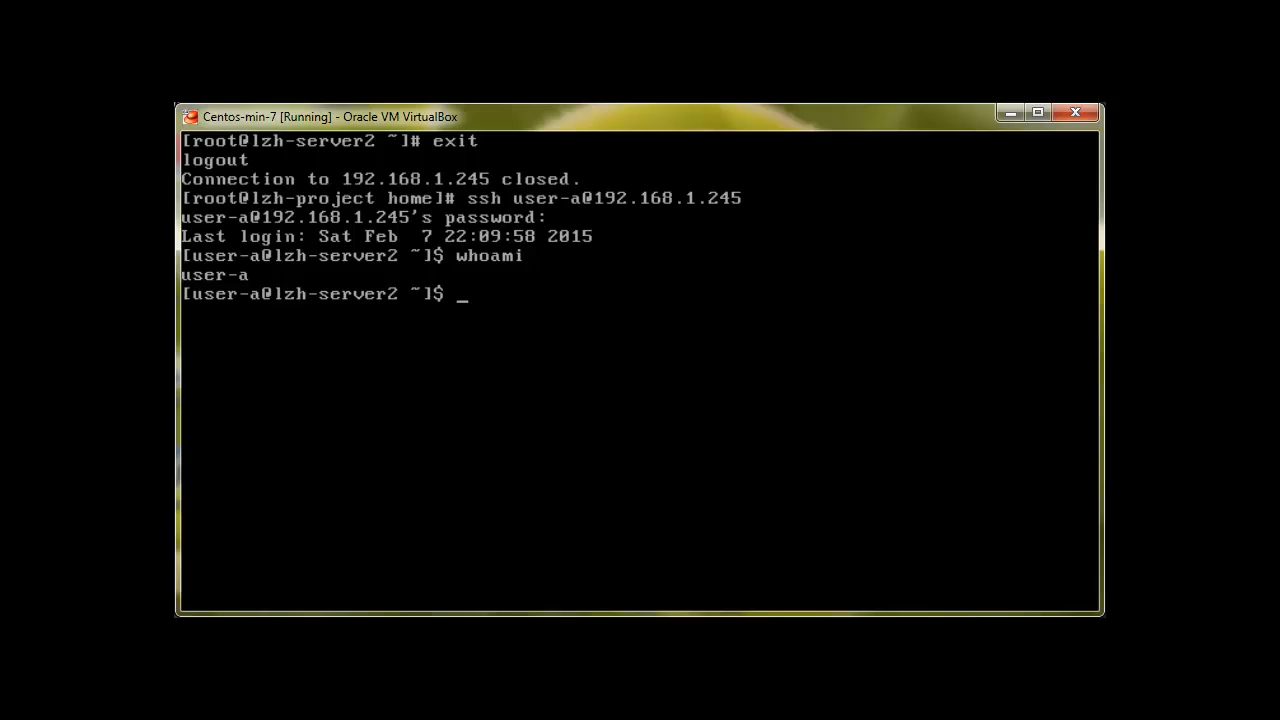 Centos-min-7 [Running] - Oracle VM VirtualBox
[root@lzh-server2 ~]# exit
logout
Connection to 192.168.1.245 closed.
[root@lzh-project home]# ssh user-a@192.168.1.245
user-a@192.168.1.245's password:
Last login: Sat Feb  7 22:09:58 2015
[user-a@lzh-server2 ~]$ whoami
user-a
[user-a@lzh-server2 ~]$ _